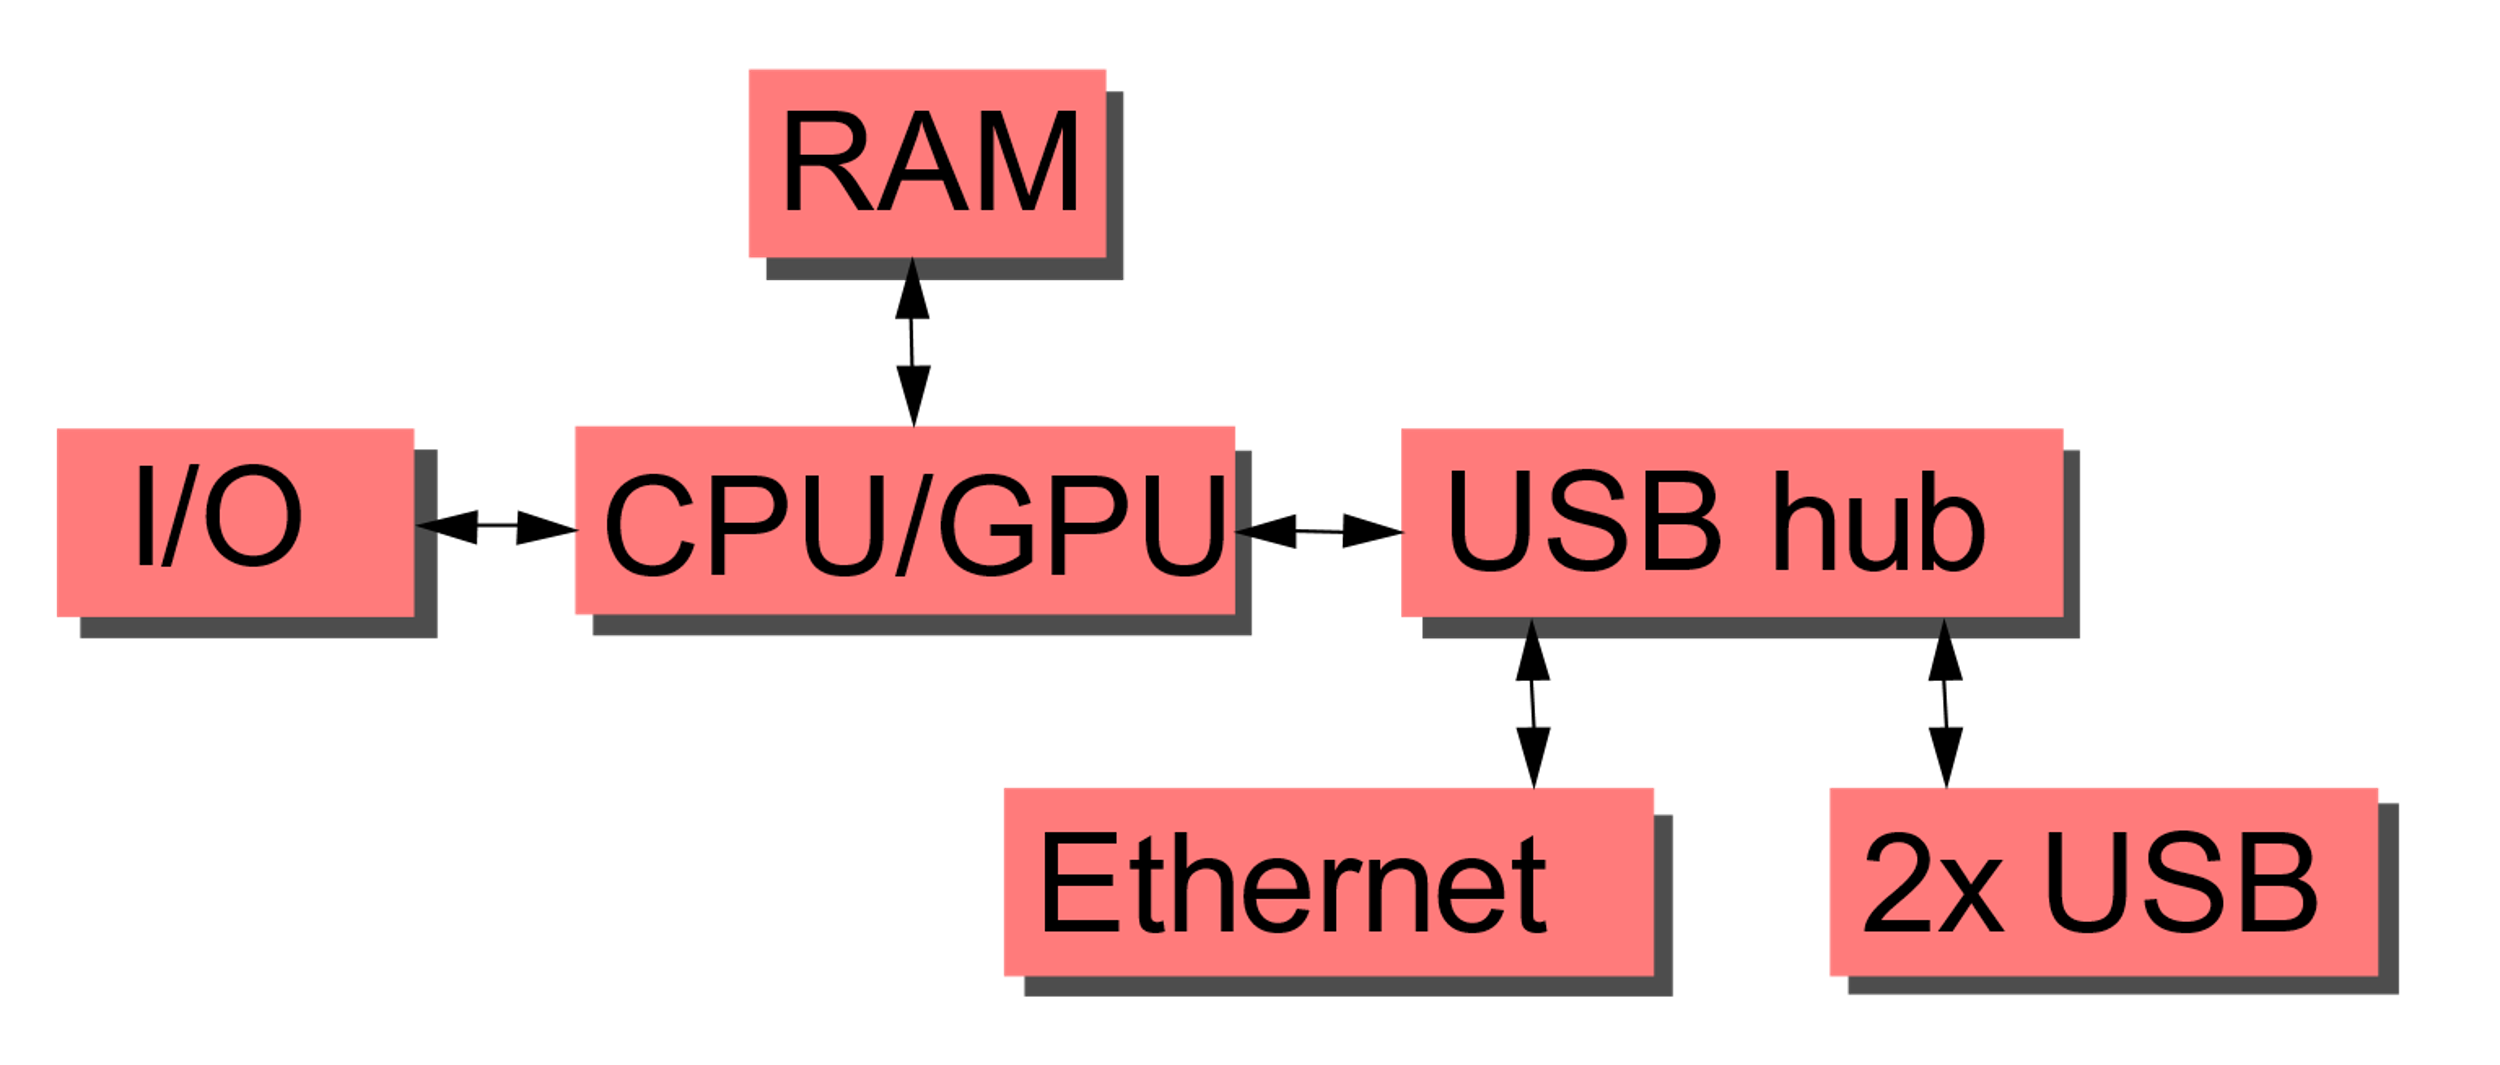 RAM
I/O
CPU/GPU
USB hub
Ethernet
2x USB